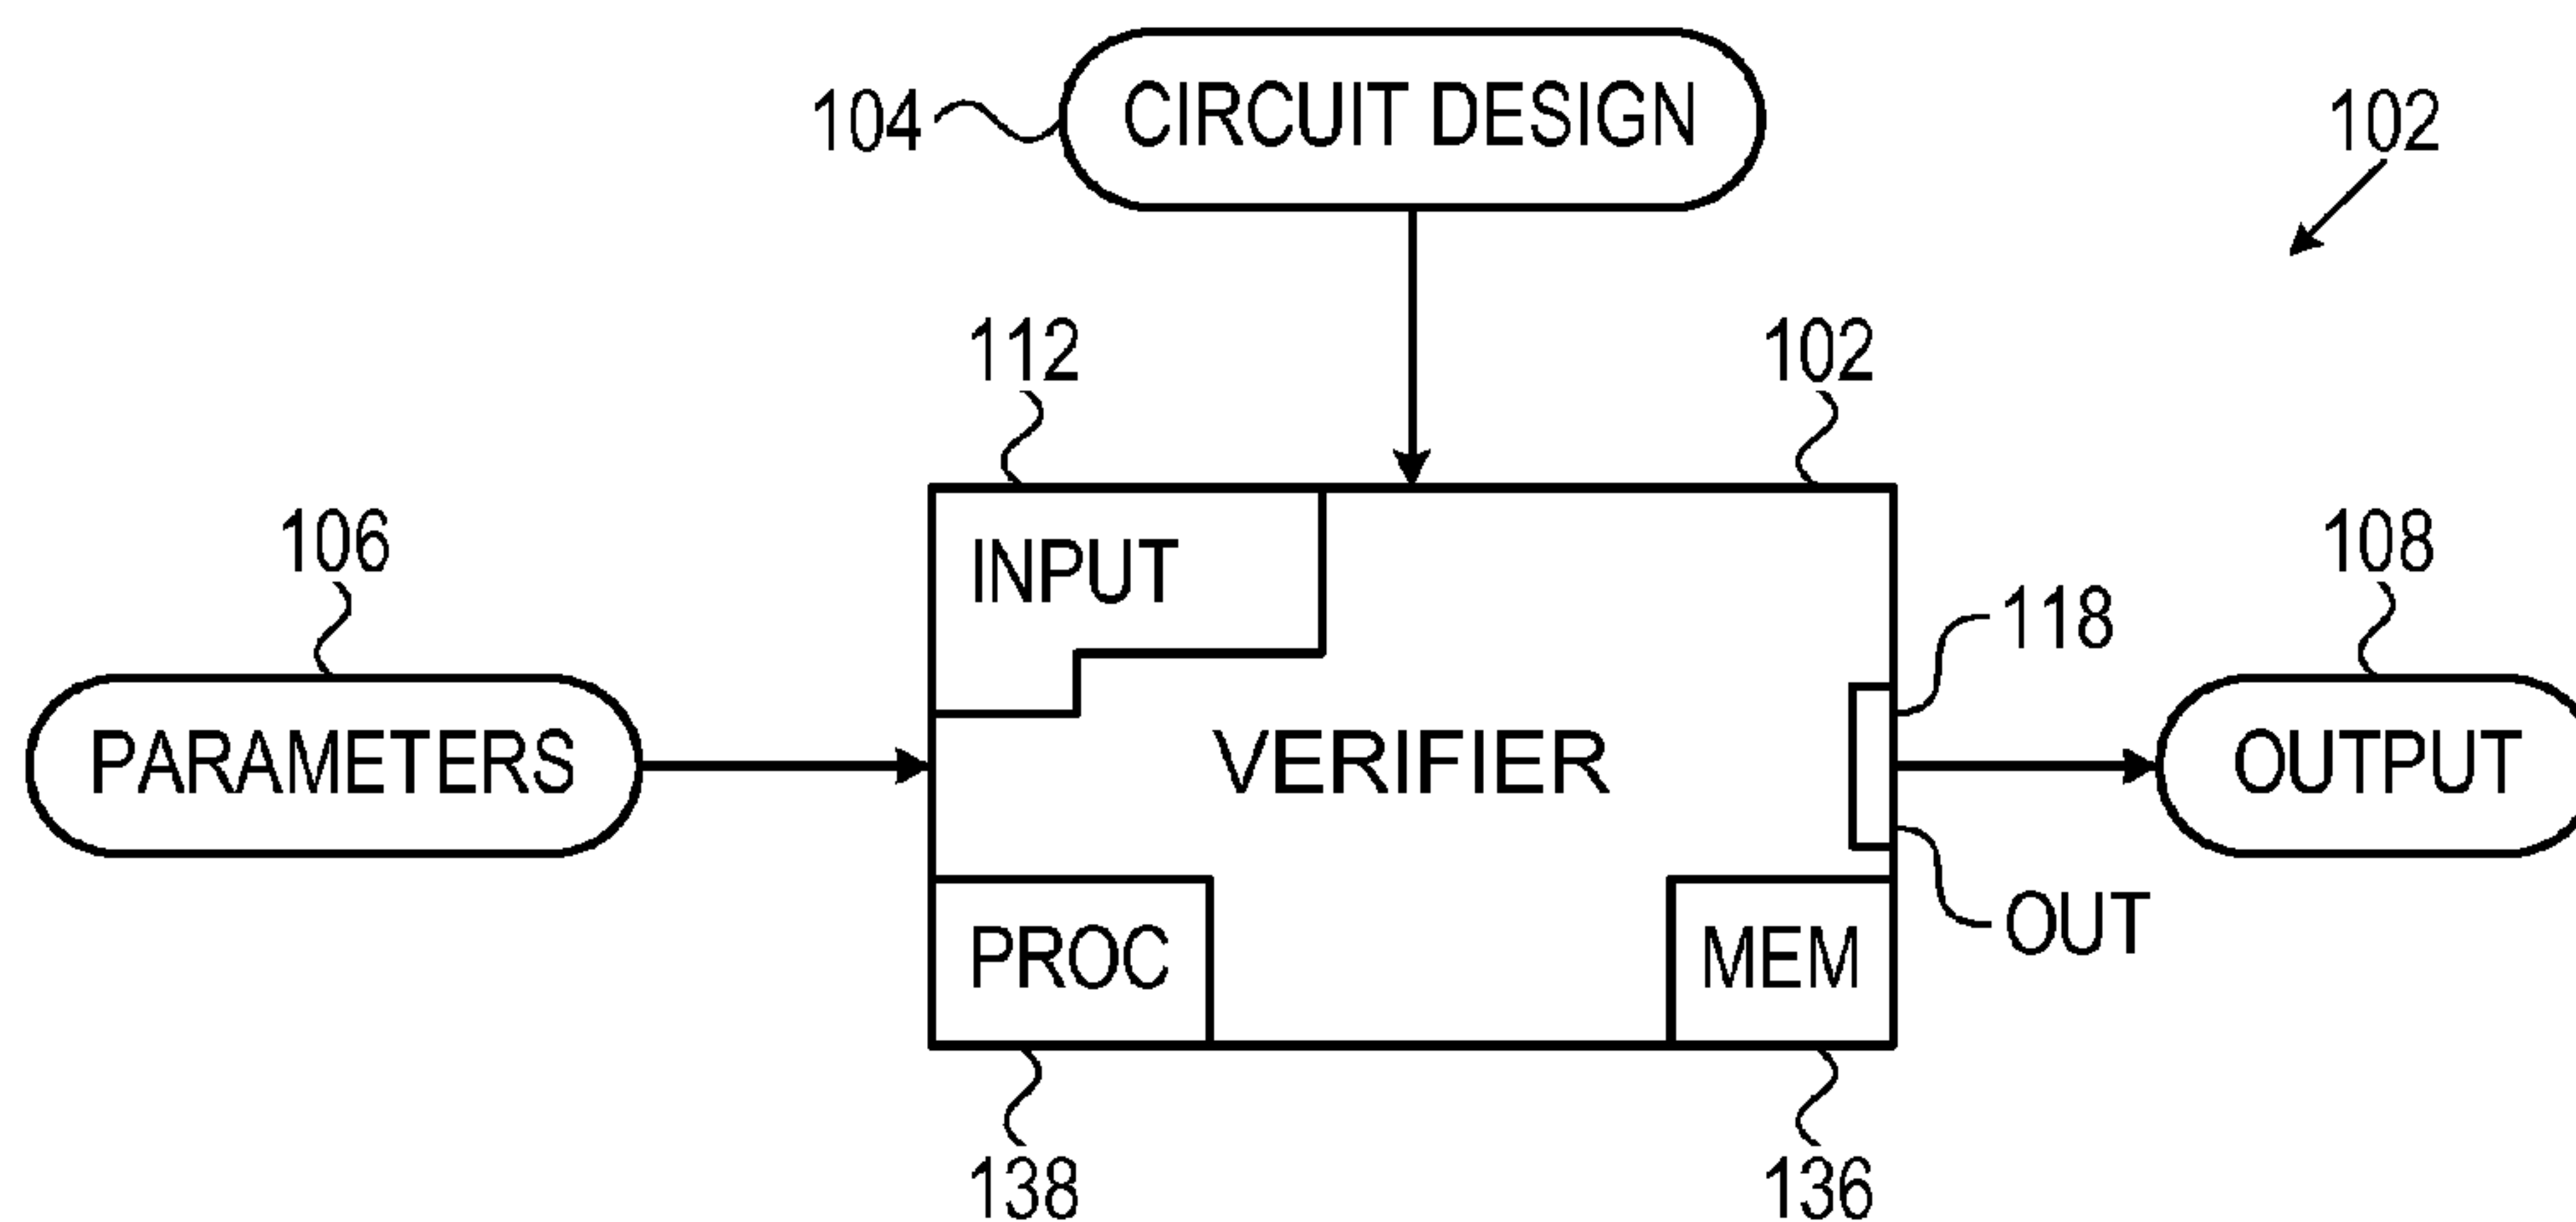 CIRCUIT DESIGN
104
102
112
102
106
INPUT
108
118
PARAMETERS
VERIFIER
OUTPUT
OUT
PROC
MEM
138
136